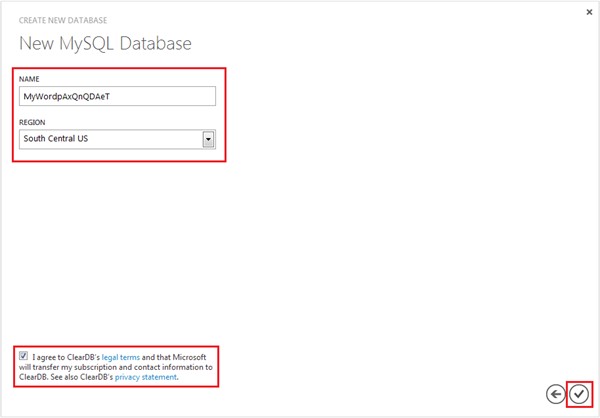 CREATE NEW DATABASE
New MySQL Database
NAME
MyWordpAxQnQDAeT
REGION
South Central US
I agree to ClearDB's legal terms and that Microsoft
will transfer my subscription and contact information to
ClearDB. See also ClearDB's privacy statement.